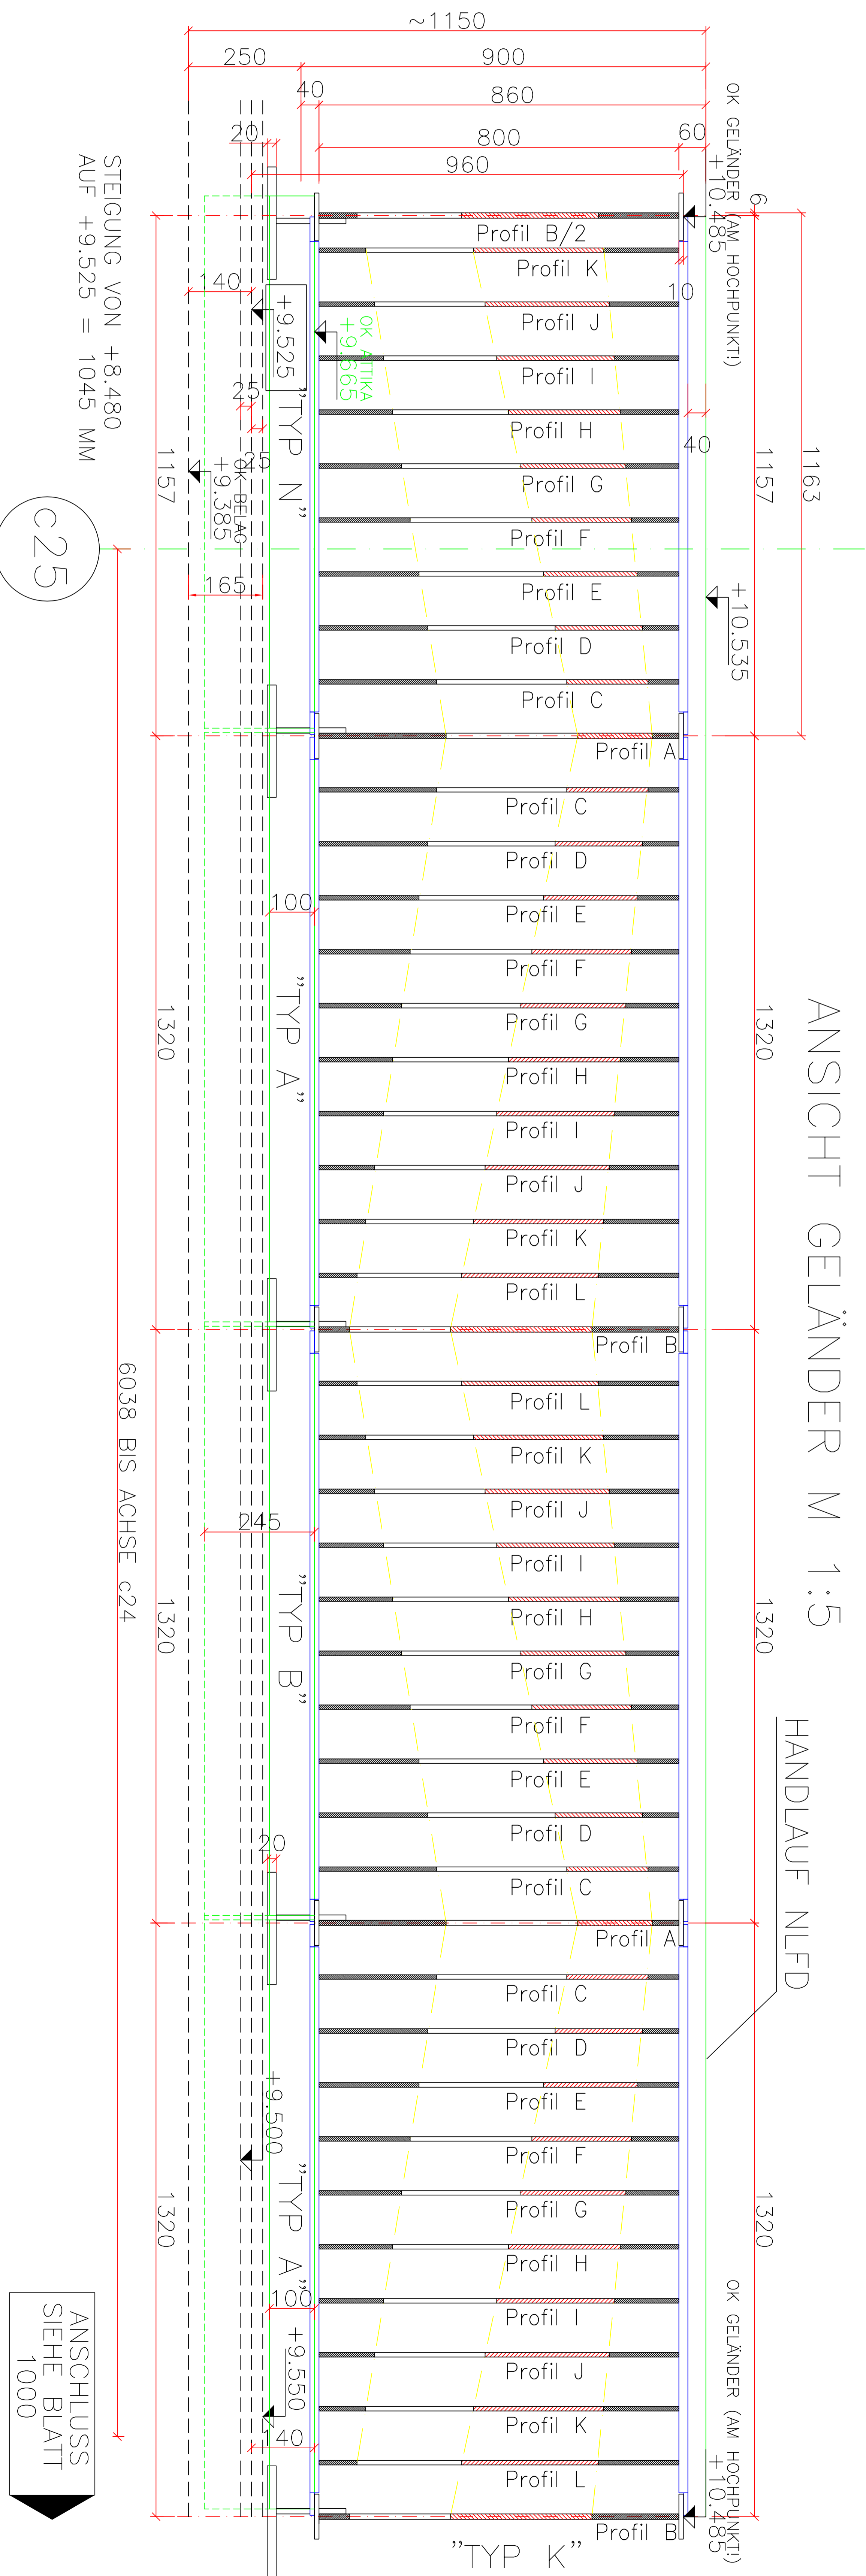 ANSICHT GELÄNDER M 1:5
HANDLAUF NLFD
OK GELÄNDER (AM HOCHPUNKT!)
+10.485
6
1163
1157
1320
1320
1320
+10.535
OK GELÄNDER (AM HOCHPUNKT!)
+10.485
~1150
250
900
40
860
800
60
960
20
10
40
Profil B/2
Profil K
Profil J
Profil I
Profil H
Profil G
Profil F
Profil E
Profil D
Profil C
Profil A
Profil C
Profil D
Profil E
Profil F
Profil G
Profil H
Profil I
Profil J
Profil K
Profil L
Profil B
Profil L
Profil K
Profil J
Profil I
Profil H
Profil G
Profil F
Profil E
Profil D
Profil C
Profil A
Profil C
Profil D
Profil E
Profil F
Profil G
Profil H
Profil I
Profil J
Profil K
Profil L
Profil B
"TYP K"
OK ATTIKA
+9.665
+9.525
"TYP N"
"TYP A"
"TYP B"
"TYP A"
140
25
25
OK BELAG
+9.385
165
100
245
20
+9.500
100
+9.550
140
1157
1320
1320
1320
6038 BIS ACHSE c24
STEIGUNG VON +8.480
AUF +9.525 = 1045 MM
c25
ANSCHLUSS
SIEHE BLATT
1000